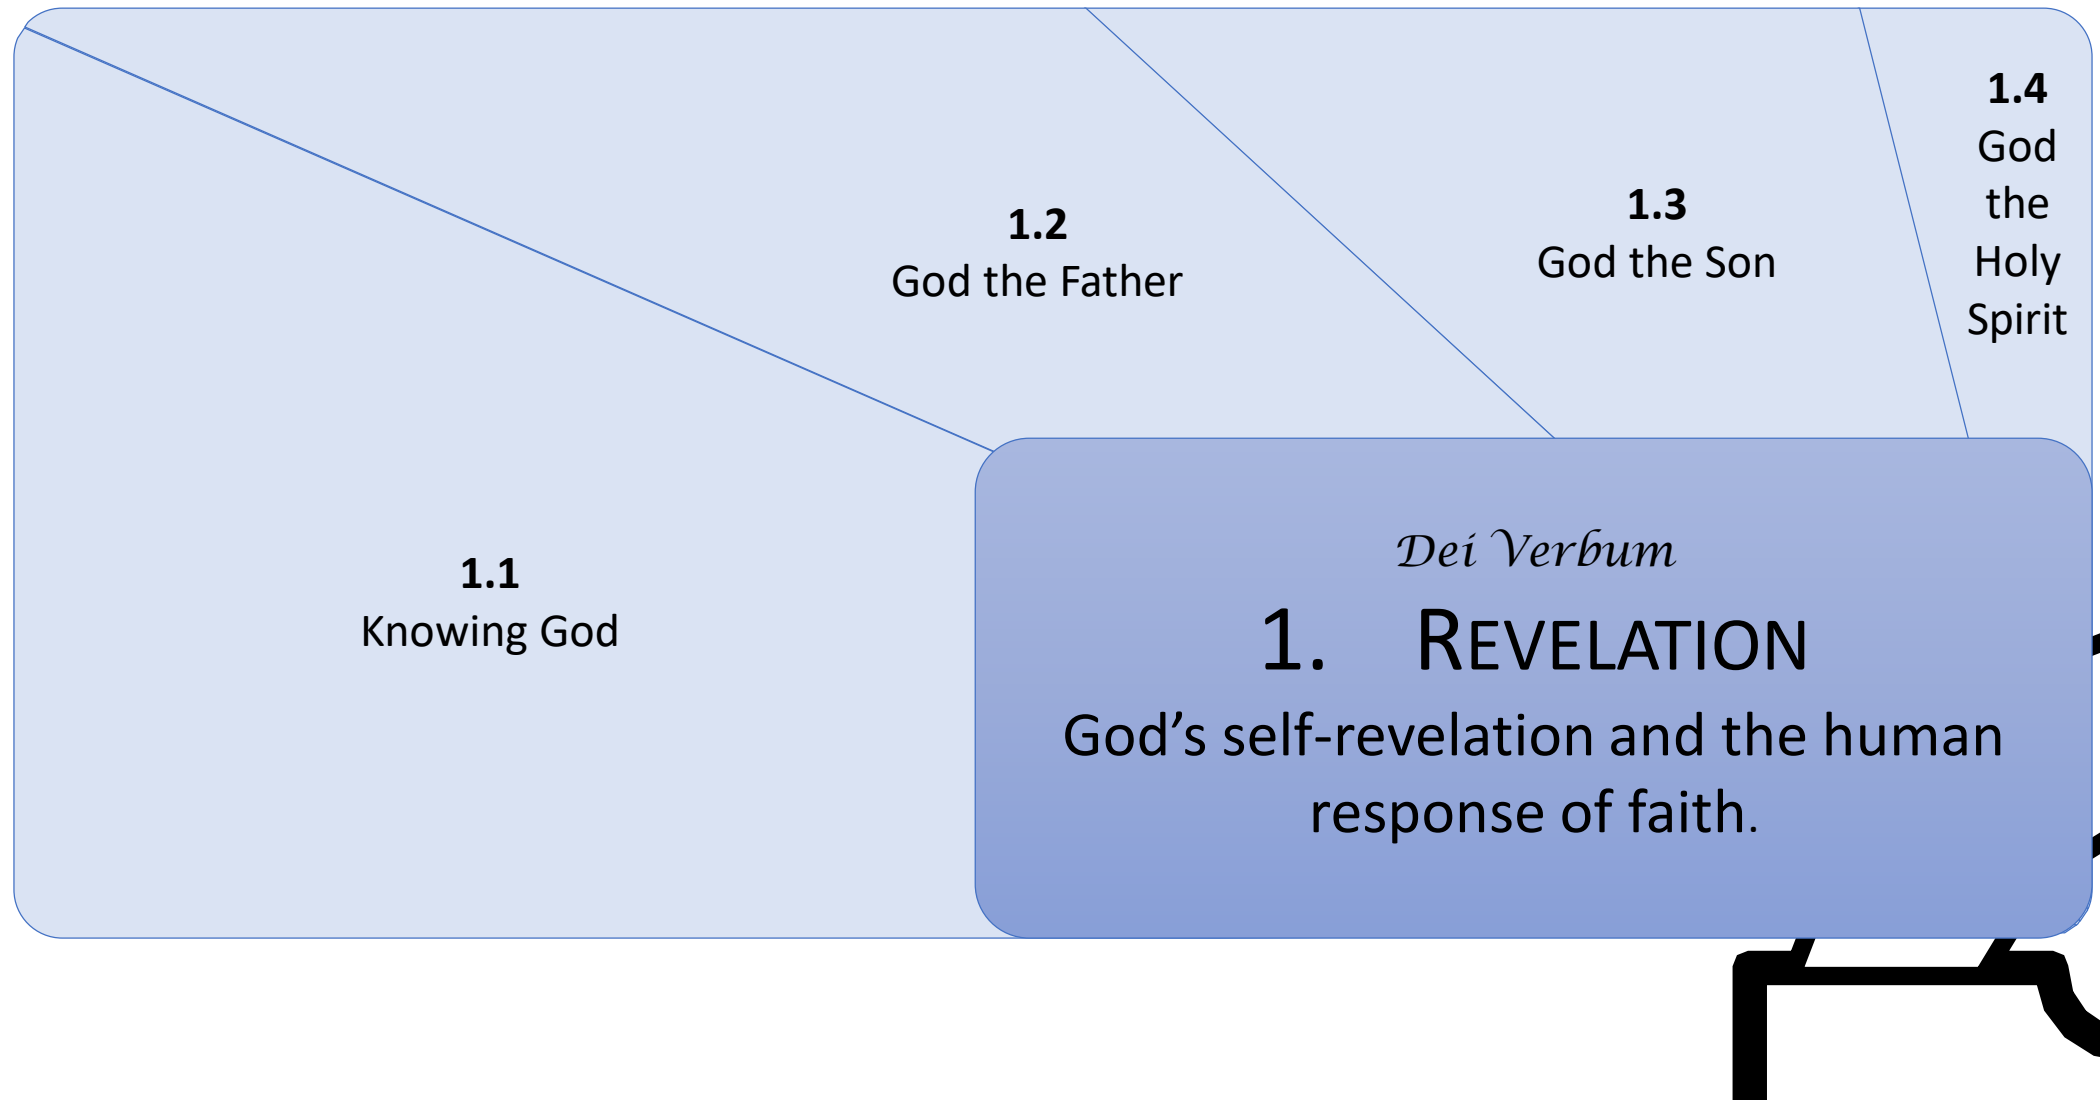 1.1
Knowing God
1.2
God the Father
1.3
God the Son
1.4
God
the
Holy
Spirit
Dei Verbum
1. REVELATION
God’s self-revelation and the human
response of faith.